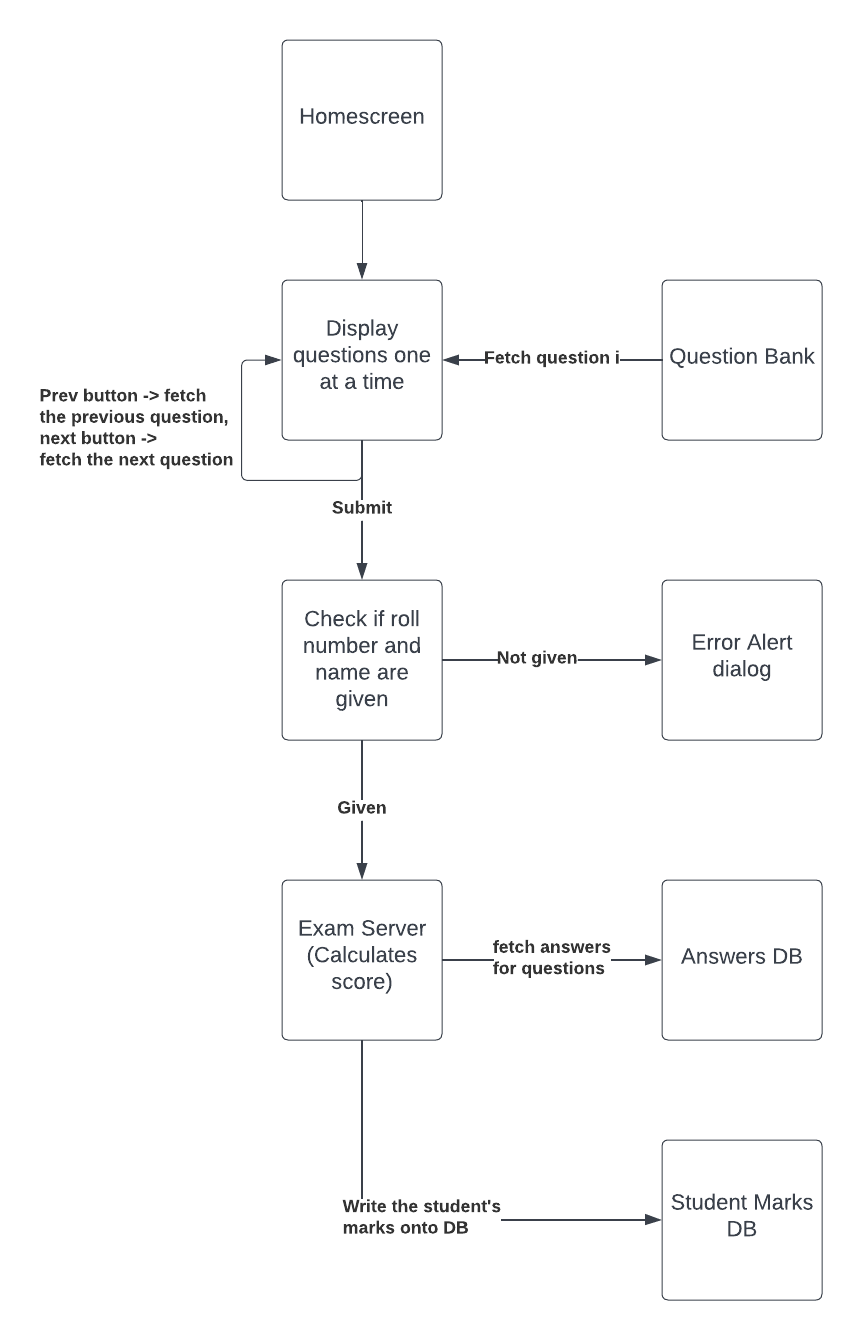 Homescreen
Display
questions one
at a time
Fetch question i
Question Bank
Prev button -> fetch
the previous question,
next button ->
fetch the next question
Submit
Check if roll
number and
name are
given
Not given
Error Alert
dialog
Given
Exam Server
(Calculates
score)
fetch answers
for questions
Answers DB
Write the student's
marks onto DB
Student Marks
DB